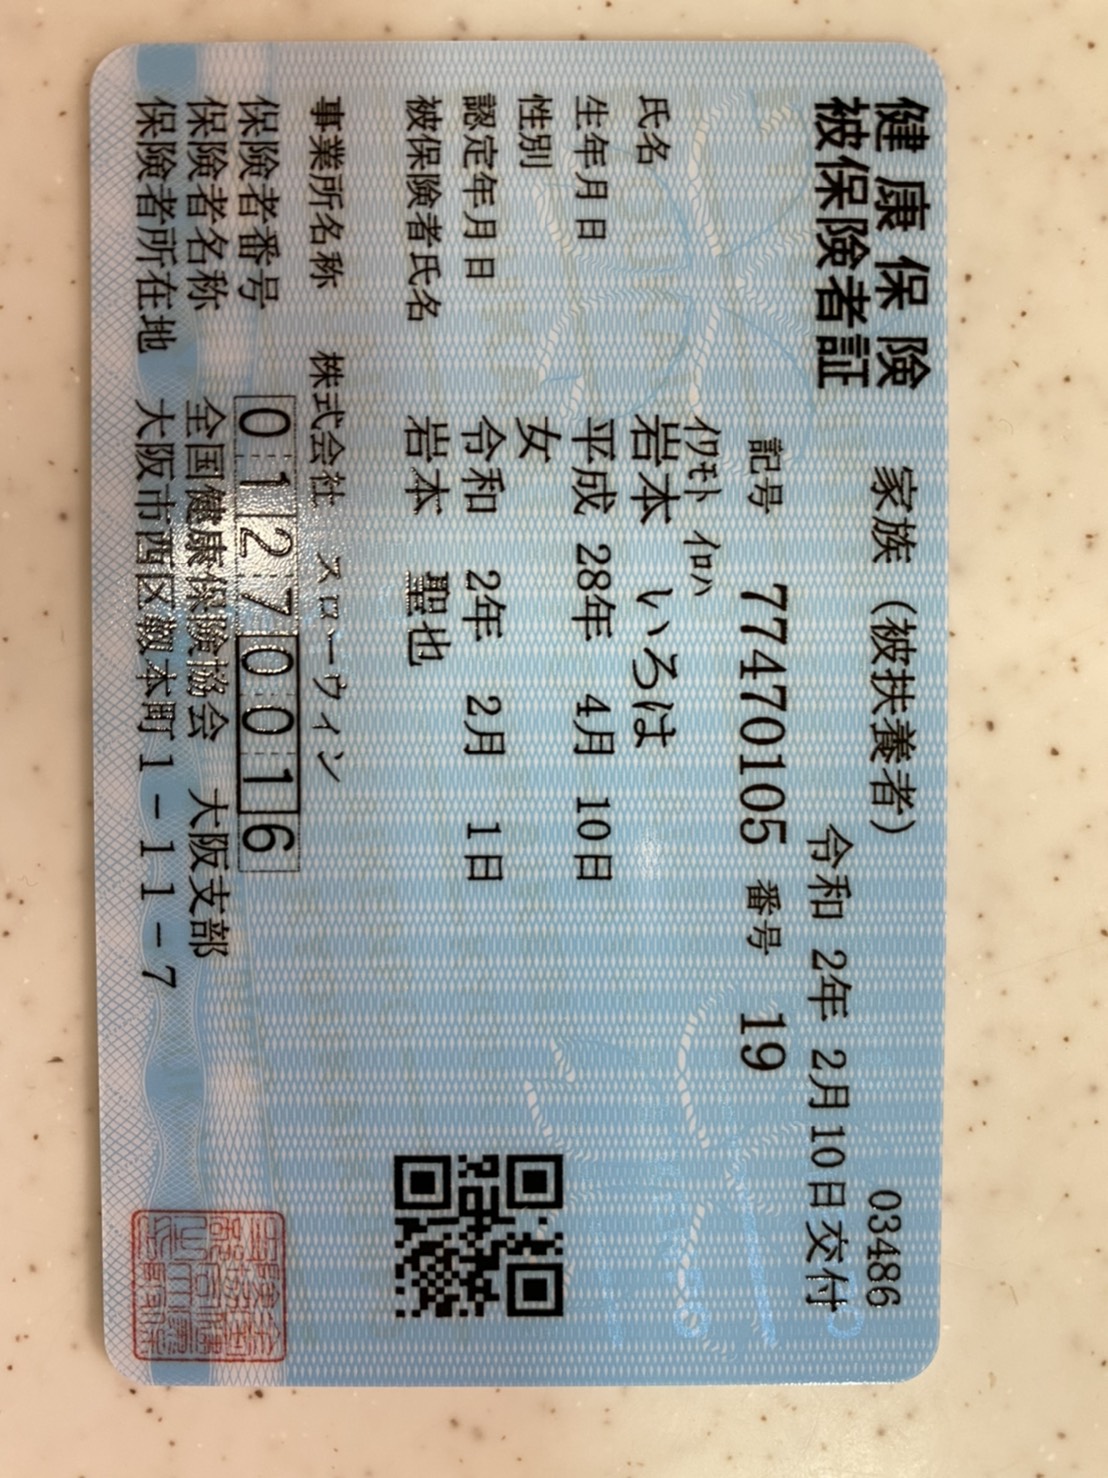 健康保険 家族（被扶養者） 03486
被保険者証 令和 2年 2月10日交付
記号 77470105 番号 19
ｲﾜﾓﾄ ｲﾛﾊ
氏名 岩本 いろは
生年月日 平成 28年 4月 10日
性別 女
認定年月日 令和 2年 2月 1日
被保険者氏名 岩本 聖也
事業所名称 株式会社 スローウィン
保険者番号 01270016
保険者名称 全国健康保険協会 大阪支部
保険者所在地 大阪市西区靱本町1-11-7